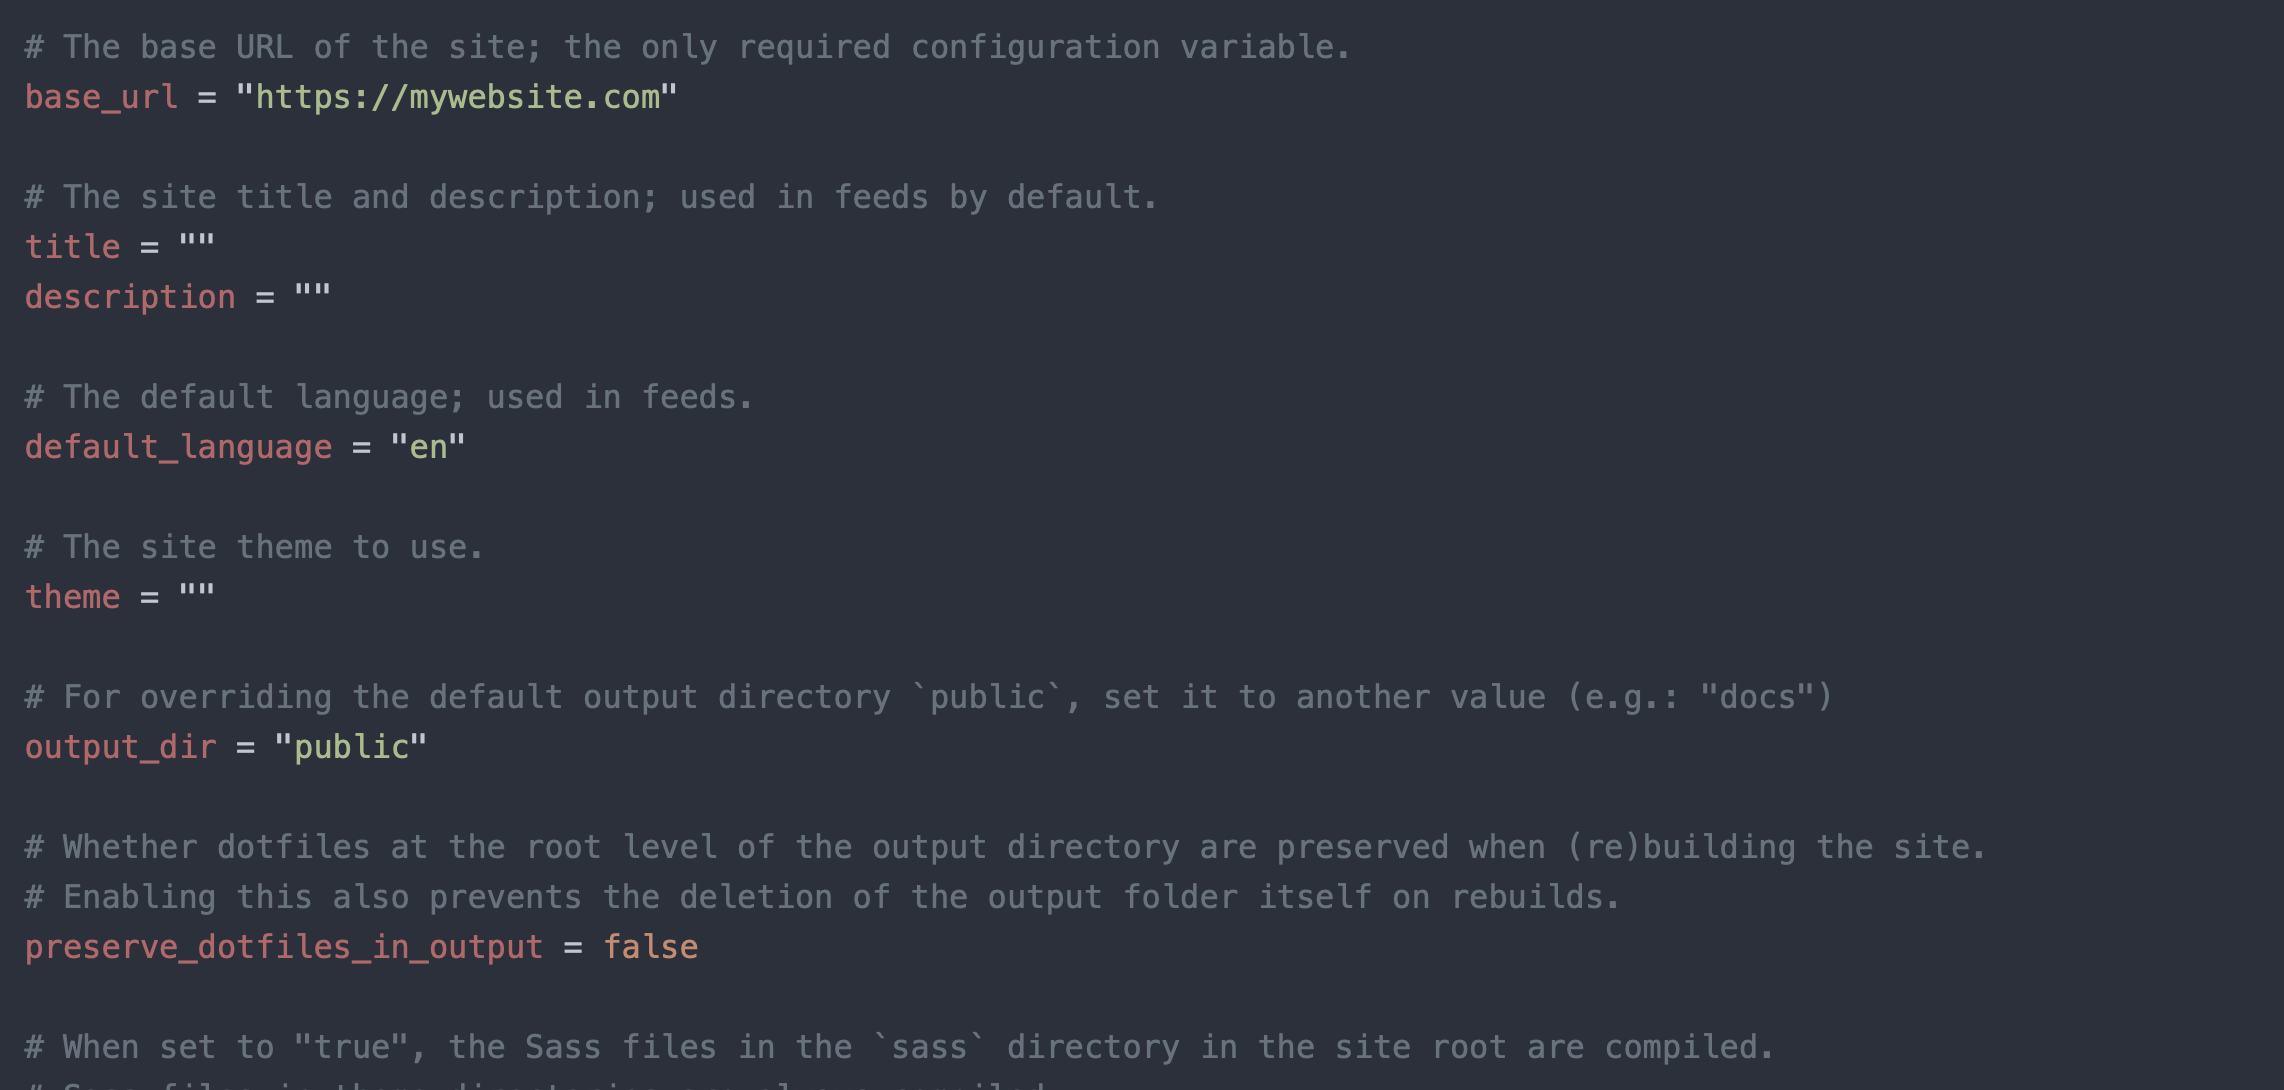 # The base URL of the site; the only required configuration variable.
base_url = "https://mywebsite.com"
# The site title and description; used in feeds by default.
title = ""
description = ""
# The default language; used in feeds.
default_language = "en"
# The site theme to use.
theme = ""
# For overriding the default output directory `public`, set it to another value (e.g.: "docs")
output_dir = "public"
# Whether dotfiles at the root level of the output directory are preserved when (re)building the site.
# Enabling this also prevents the deletion of the output folder itself on rebuilds.
preserve_dotfiles_in_output = false
# When set to "true", the Sass files in the `sass` directory in the site root are compiled.